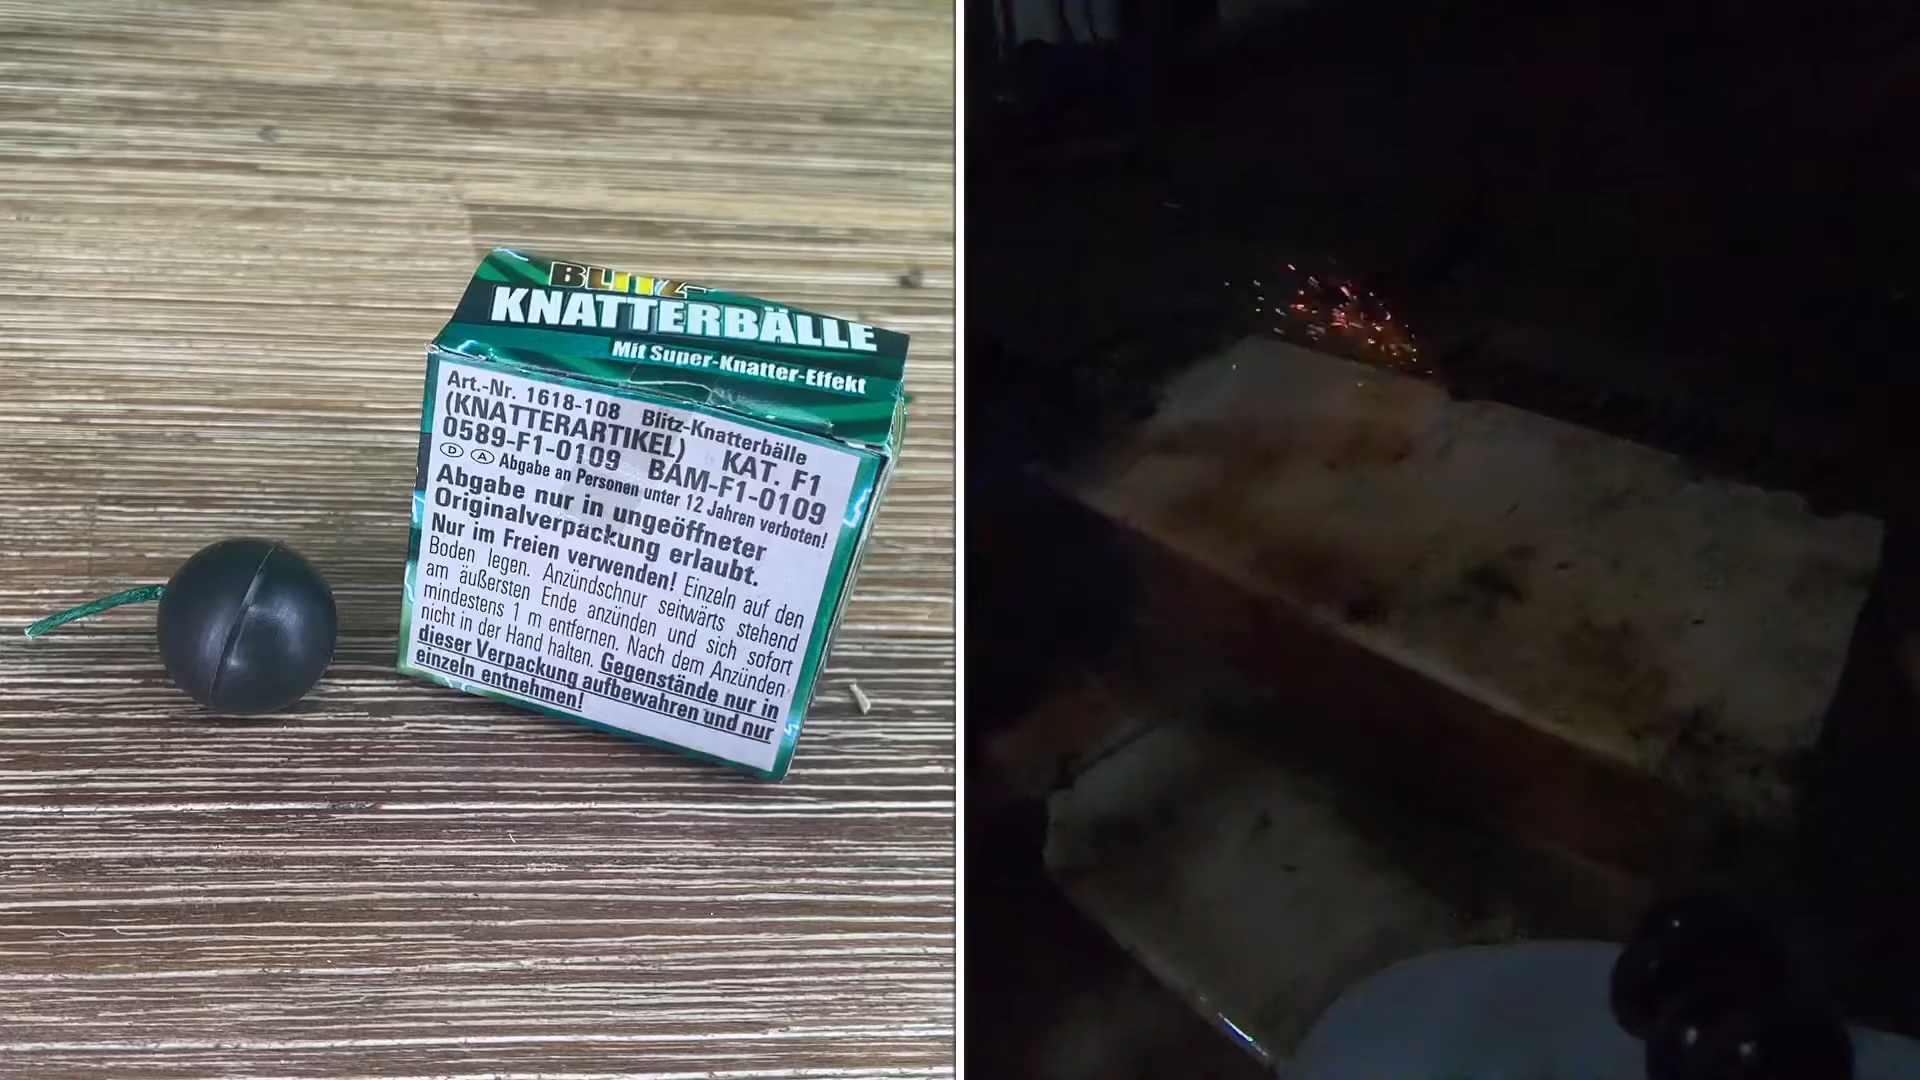 BLITZ-
KNATTERBÄLLE
Mit Super-Knatter-Effekt
Art.-Nr. 1618-108 Blitz-Knatterbälle
(KNATTERARTIKEL) KAT. F1
0589-F1-0109 BAM-F1-0109
D A Abgabe an Personen unter 12 Jahren verboten!
Abgabe nur in ungeöffneter
Originalverpackung erlaubt.
Nur im Freien verwenden! Einzeln auf den
Boden legen. Anzündschnur seitwärts stehend
am äußersten Ende anzünden und sich sofort
mindestens 1 m entfernen. Nach dem Anzünden
nicht in der Hand halten. Gegenstände nur in
dieser Verpackung aufbewahren und nur
einzeln entnehmen!